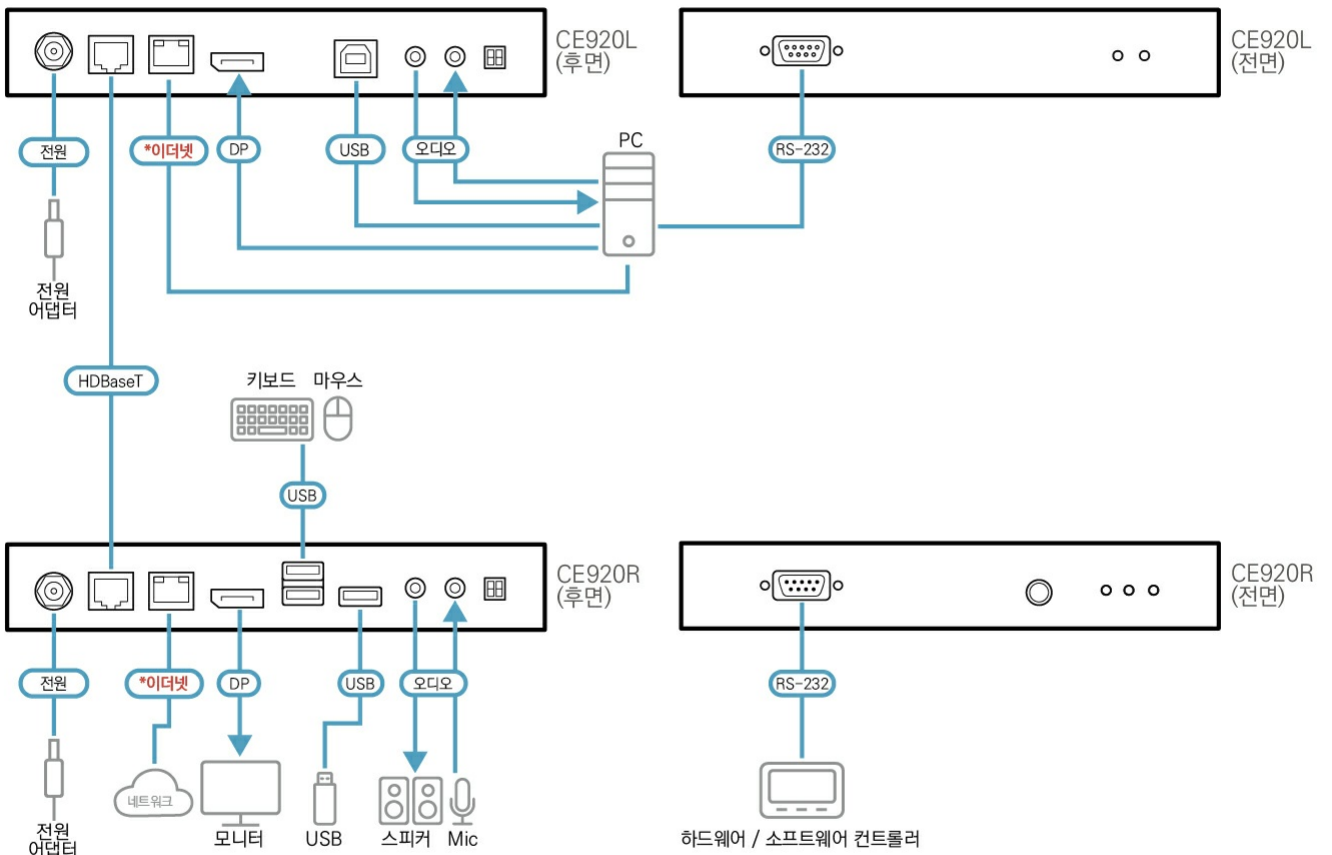 CE920L
(후면)
CE920L
(전면)
전원
*이더넷
DP
USB
오디오
PC
RS-232
전원
어댑터
HDBaseT
키보드 마우스
USB
CE920R
(후면)
CE920R
(전면)
전원
*이더넷
DP
USB
오디오
RS-232
네트워크
전원
어댑터
모니터
USB
스피커
Mic
하드웨어 / 소프트웨어 컨트롤러